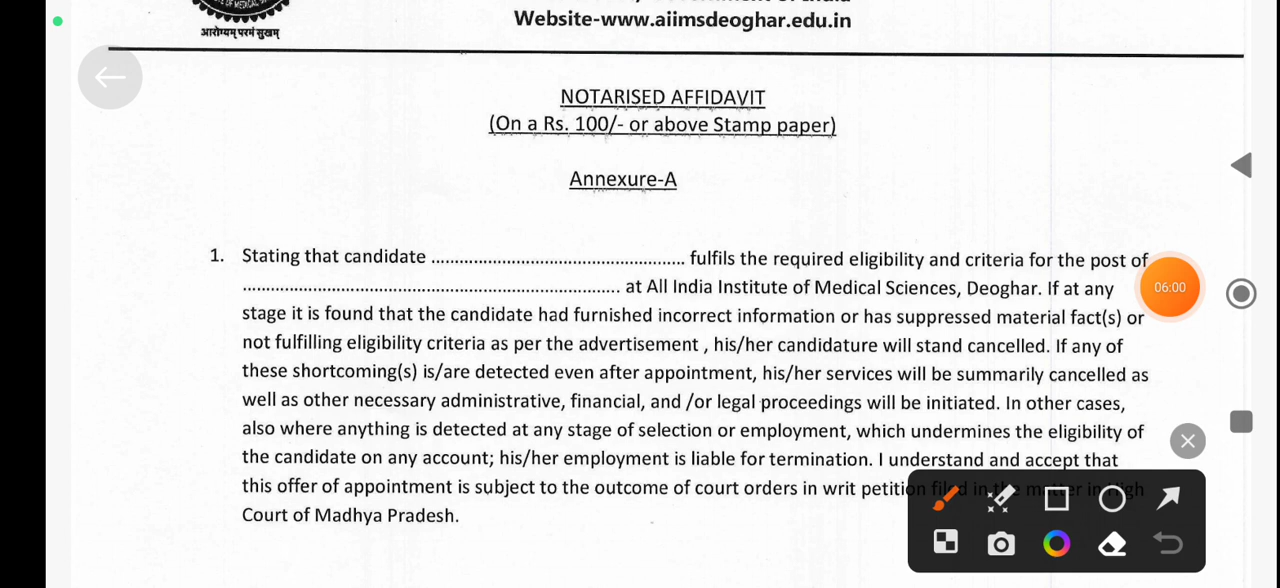 Website-www.aiimsdeoghar.edu.in
आरोग्यम् परमं सुखम्
NOTARISED AFFIDAVIT
(On a Rs. 100/- or above Stamp paper)
Annexure-A
1. Stating that candidate ...................................................... fulfils the required eligibility and criteria for the post of
................................................................................ at All India Institute of Medical Sciences, Deoghar. If at any
06:00
stage it is found that the candidate had furnished incorrect information or has suppressed material fact(s) or
not fulfilling eligibility criteria as per the advertisement , his/her candidature will stand cancelled. If any of
these shortcoming(s) is/are detected even after appointment, his/her services will be summarily cancelled as
well as other necessary administrative, financial, and /or legal proceedings will be initiated. In other cases,
also where anything is detected at any stage of selection or employment, which undermines the eligibility of
the candidate on any account; his/her employment is liable for termination. I understand and accept that
this offer of appointment is subject to the outcome of court orders in writ petition filed in the matter in High
Court of Madhya Pradesh.